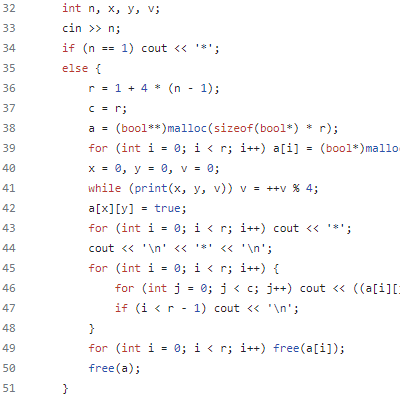 32 int n, x, y, v;
33 cin >> n;
34 if (n == 1) cout << '*';
35 else {
36 r = 1 + 4 * (n - 1);
37 c = r;
38 a = (bool**)malloc(sizeof(bool*) * r);
39 for (int i = 0; i < r; i++) a[i] = (bool*)mallo
40 x = 0, y = 0, v = 0;
41 while (print(x, y, v)) v = ++v % 4;
42 a[x][y] = true;
43 for (int i = 0; i < r; i++) cout << '*';
44 cout << '\n' << '*' << '\n';
45 for (int i = 0; i < r; i++) {
46 for (int j = 0; j < c; j++) cout << ((a[i][
47 if (i < r - 1) cout << '\n';
48 }
49 for (int i = 0; i < r; i++) free(a[i]);
50 free(a);
51 }